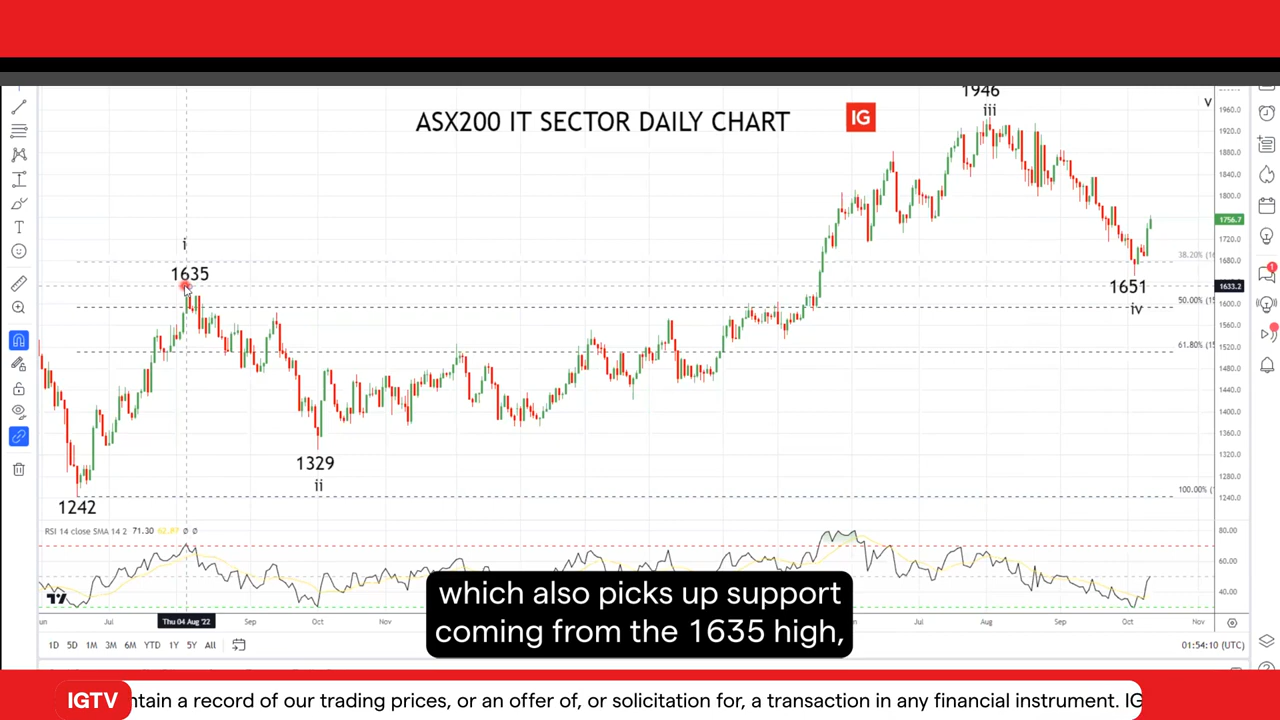 1946
iii
v
ASX200 IT SECTOR DAILY CHART
IG
1960.0
1920.0
1880.0
1840.0
1800.0
1756.7
1720.0
1680.0
1633.2
1600.0
1560.0
1520.0
1480.0
1440.0
1400.0
1360.0
1320.0
1280.0
1240.0
i
1635
38.20% (1
1651
iv
50.00% (1
61.80% (1
1329
ii
1242
100.00% (1
RSI 14 close SMA 14 2 71.30 Ø Ø
80.00
60.00
40.00
which also picks up support
coming from the 1635 high,
un Jul Thu 04 Aug '22 Sep Oct Nov Jul Aug Sep Oct Nov
1D 5D 1M 3M 6M YTD 1Y 5Y All
01:54:10 (UTC)
IGTV
ntain a record of our trading prices, or an offer of, or solicitation for, a transaction in any financial instrument. IG